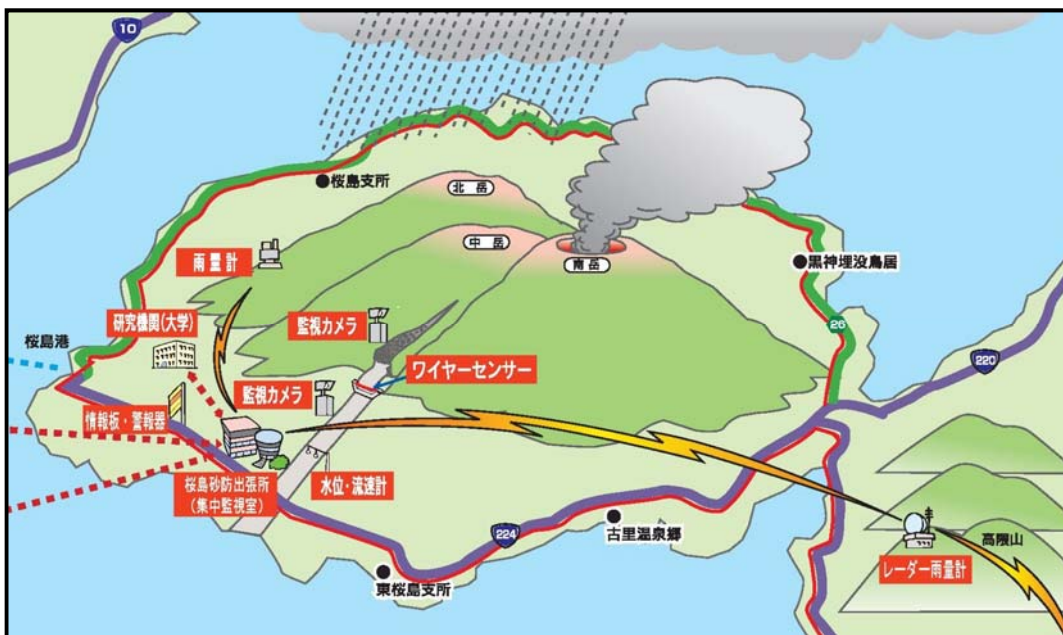 10
桜島支所
北岳
中岳
南岳
雨量計
黒神埋没鳥居
研究機関(大学)
監視カメラ
桜島港
26
220
ワイヤーセンサー
監視カメラ
情報板・警報器
桜島砂防出張所
(集中監視室)
水位・流速計
224
古里温泉郷
高隈山
レーダー雨量計
東桜島支所